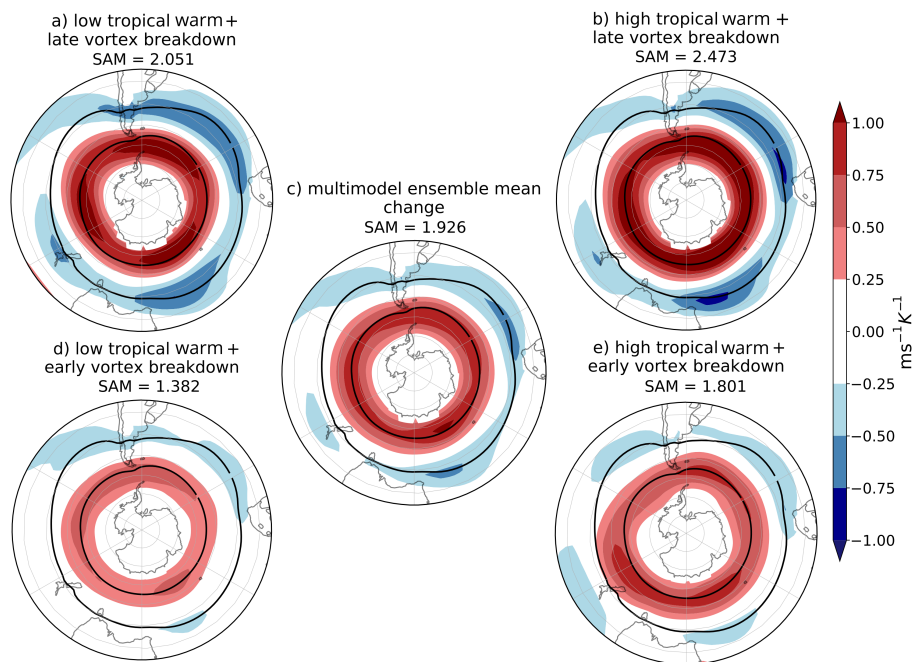 a) low tropical warm +
late vortex breakdown
SAM = 2.051
b) high tropical warm +
late vortex breakdown
SAM = 2.473
c) multimodel ensemble mean
change
SAM = 1.926
d) low tropical warm +
early vortex breakdown
SAM = 1.382
e) high tropical warm +
early vortex breakdown
SAM = 1.801
1.00
0.75
0.50
0.25
0.00
−0.25
−0.50
−0.75
−1.00
ms⁻¹K⁻¹